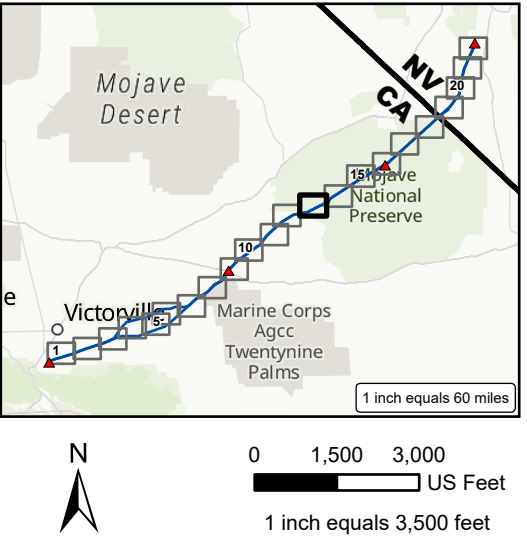 NV
CA
20
Mojave
Desert
15
Mojave
National
Preserve
10
e
Victorville
5
1
Marine Corps
Agcc
Twentynine
Palms
1 inch equals 60 miles
N
0 1,500 3,000
US Feet
1 inch equals 3,500 feet